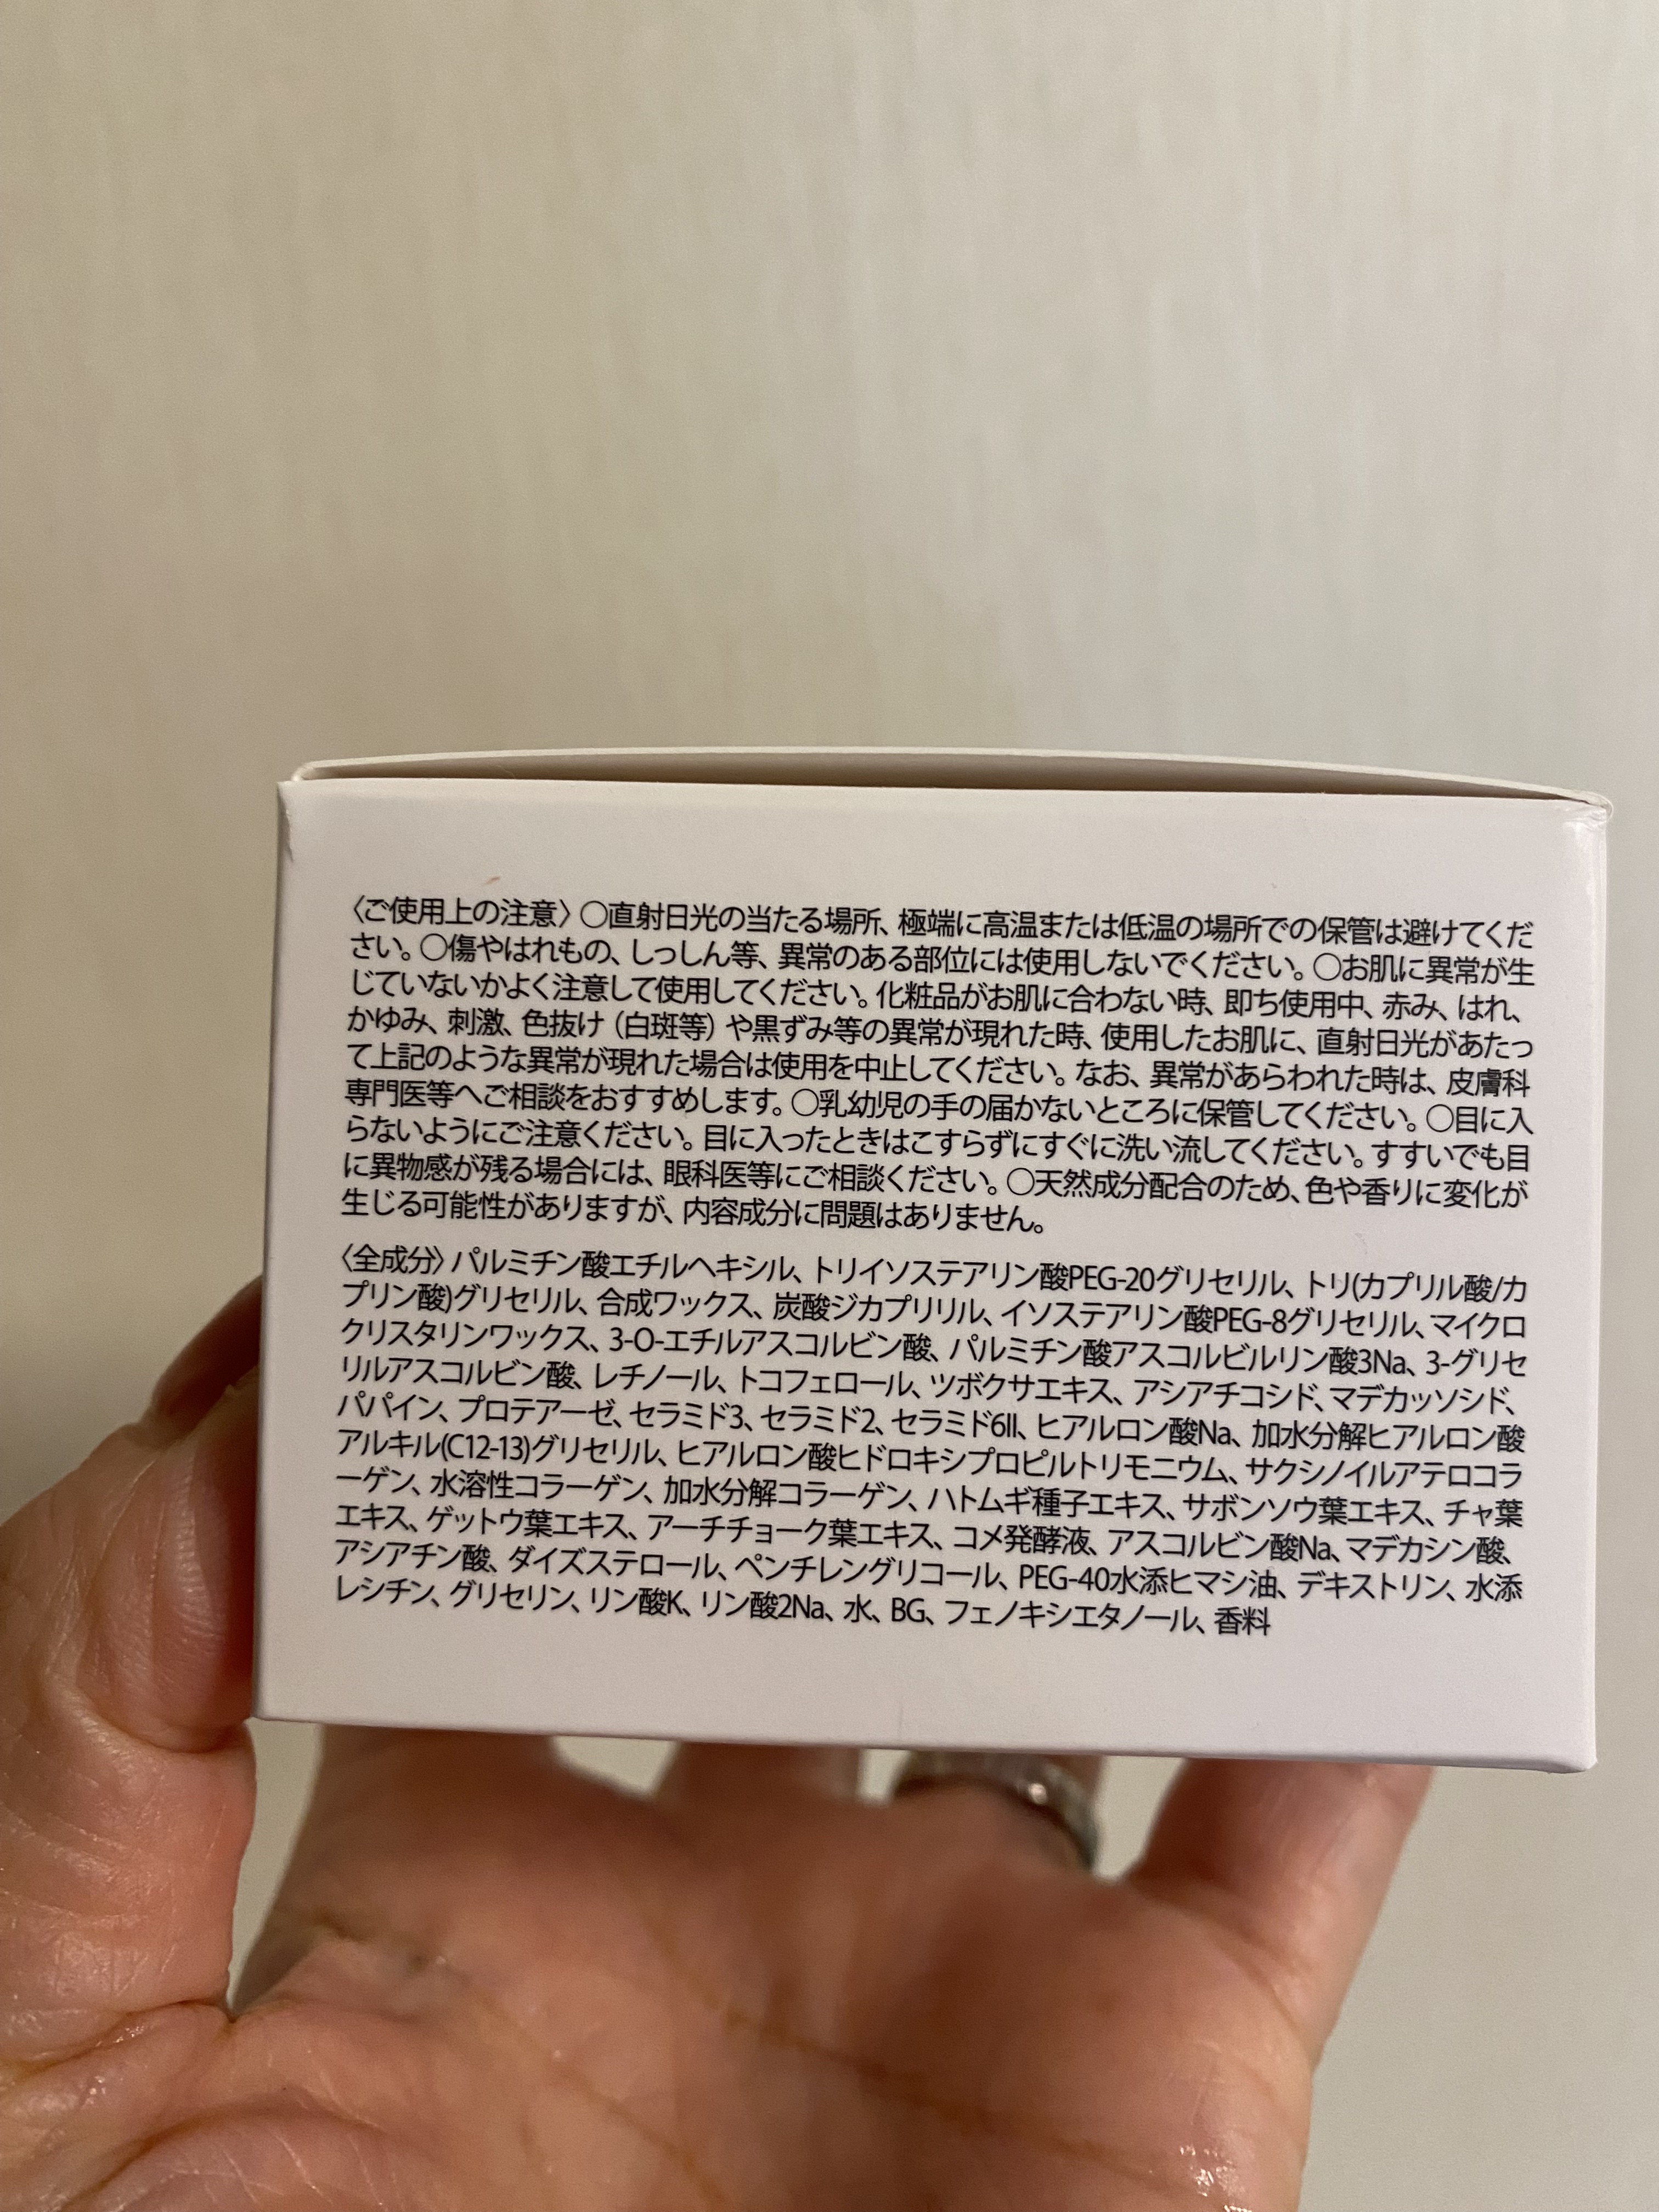 〈ご使用上の注意〉○直射日光の当たる場所、極端に高温または低温の場所での保管は避けてくだ
さい。○傷やはれもの、しっしん等、異常のある部位には使用しないでください。○お肌に異常が生
じていないかよく注意して使用してください。化粧品がお肌に合わない時、即ち使用中、赤み、はれ、
かゆみ、刺激、色抜け（白斑等）や黒ずみ等の異常が現れた時、使用したお肌に、直射日光があたっ
て上記のような異常が現れた場合は使用を中止してください。なお、異常があらわれた時は、皮膚科
専門医等へご相談をおすすめします。○乳幼児の手の届かないところに保管してください。○目に入
らないようにご注意ください。目に入ったときはこすらずにすぐに洗い流してください。すすいでも目
に異物感が残る場合には、眼科医等にご相談ください。○天然成分配合のため、色や香りに変化が
生じる可能性がありますが、内容成分に問題はありません。
〈全成分〉パルミチン酸エチルヘキシル、トリイソステアリン酸PEG-20グリセリル、トリ(カプリル酸/カ
プリン酸)グリセリル、合成ワックス、炭酸ジカプリリル、イソステアリン酸PEG-8グリセリル、マイクロ
クリスタリンワックス、3-O-エチルアスコルビン酸、パルミチン酸アスコルビルリン酸3Na、3-グリセ
リルアスコルビン酸、レチノール、トコフェロール、ツボクサエキス、アシアチコシド、マデカッソシド、
パパイン、プロテアーゼ、セラミド3、セラミド2、セラミド6II、ヒアルロン酸Na、加水分解ヒアルロン酸
アルキル(C12-13)グリセリル、ヒアルロン酸ヒドロキシプロピルトリモニウム、サクシノイルアテロコラ
ーゲン、水溶性コラーゲン、加水分解コラーゲン、ハトムギ種子エキス、サボンソウ葉エキス、チャ葉
エキス、ゲットウ葉エキス、アーチチョーク葉エキス、コメ発酵液、アスコルビン酸Na、マデカシン酸、
アシアチン酸、ダイズステロール、ペンチレングリコール、PEG-40水添ヒマシ油、デキストリン、水添
レシチン、グリセリン、リン酸K、リン酸2Na、水、BG、フェノキシエタノール、香料